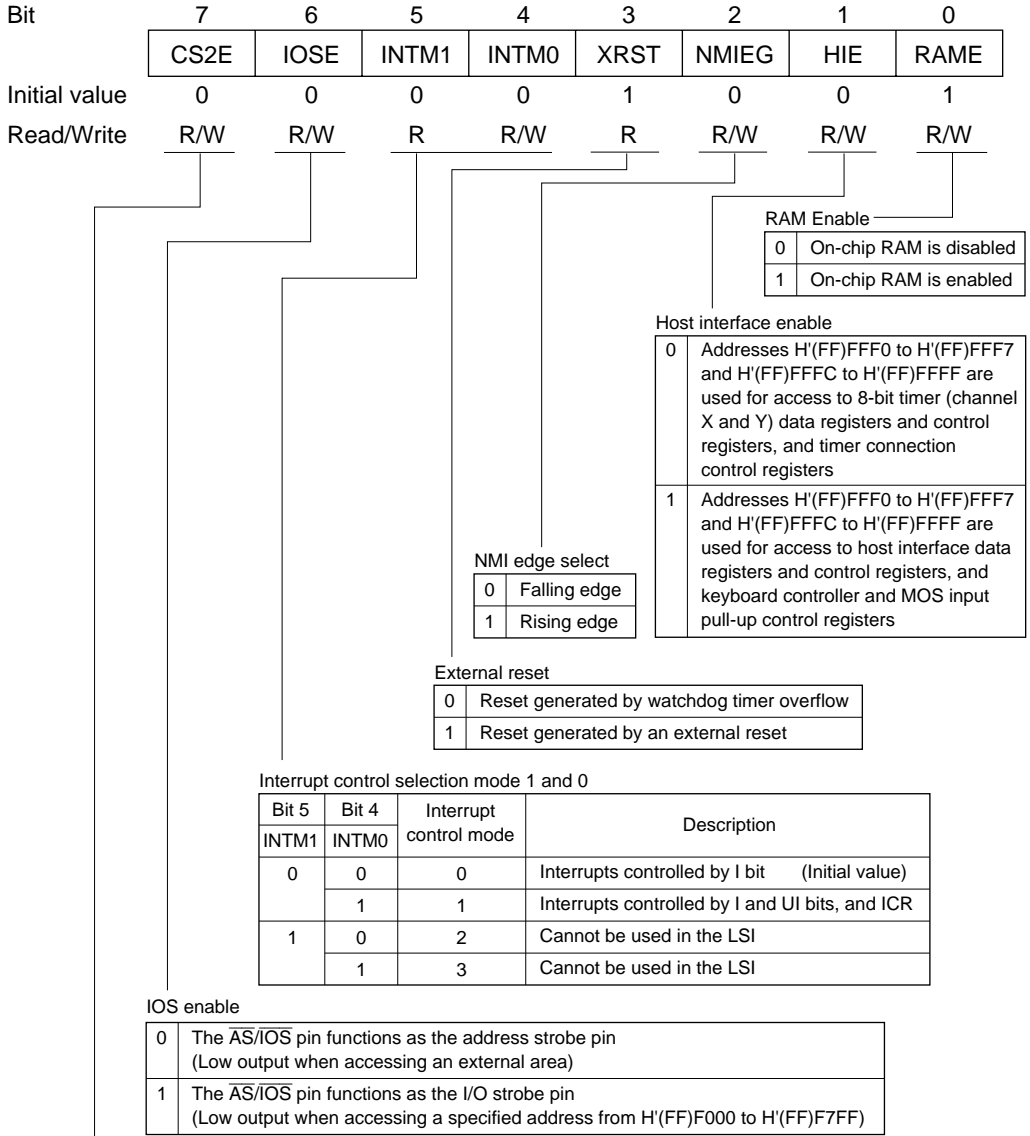 Bit 7 6 5 4 3 2 1 0
CS2E IOSE INTM1 INTM0 XRST NMIEG HIE RAME
Initial value 0 0 0 0 1 0 0 1
Read/Write R/W R/W R R/W R R/W R/W R/W
RAM Enable
0 On-chip RAM is disabled
1 On-chip RAM is enabled
Host interface enable
0 Addresses H'(FF)FFF0 to H'(FF)FFF7
and H'(FF)FFFC to H'(FF)FFFF are
used for access to 8-bit timer (channel
X and Y) data registers and control
registers, and timer connection
control registers
1 Addresses H'(FF)FFF0 to H'(FF)FFF7
and H'(FF)FFFC to H'(FF)FFFF are
used for access to host interface data
registers and control registers, and
keyboard controller and MOS input
pull-up control registers
NMI edge select
0 Falling edge
1 Rising edge
External reset
0 Reset generated by watchdog timer overflow
1 Reset generated by an external reset
Interrupt control selection mode 1 and 0
Bit 5 Bit 4 Interrupt
control mode Description
INTM1 INTM0
0 0 0 Interrupts controlled by I bit (Initial value)
1 1 Interrupts controlled by I and UI bits, and ICR
1 0 2 Cannot be used in the LSI
1 3 Cannot be used in the LSI
IOS enable
0 The A̅S̅/I̅O̅S̅ pin functions as the address strobe pin
(Low output when accessing an external area)
1 The A̅S̅/I̅O̅S̅ pin functions as the I/O strobe pin
(Low output when accessing a specified address from H'(FF)F000 to H'(FF)F7FF)